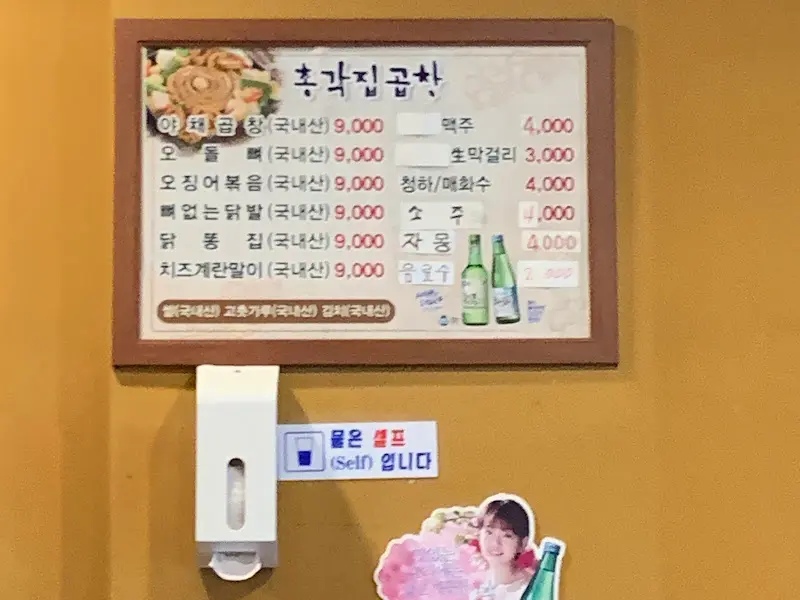 총각집곱창
야채곱창(국내산) 9,000
오돌뼈(국내산) 9,000
오징어볶음(국내산) 9,000
뼈없는닭발(국내산) 9,000
닭똥집(국내산) 9,000
치즈계란말이(국내산) 9,000
맥주 4,000
生막걸리 3,000
청하/매화수 4,000
소주 4,000
자몽 4,000
음료수 2,000
쌀(국내산) 고춧가루(국내산) 김치(국내산)
물은 셀프
(Self) 입니다